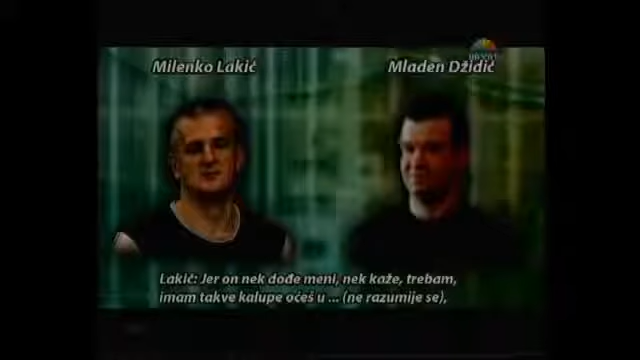 Milenko Lakić
Mladen Džidić
Lakić: Jer on nek dođe meni, nek kaže, trebam,
imam takve kalupe oćeš u ... (ne razumije se),